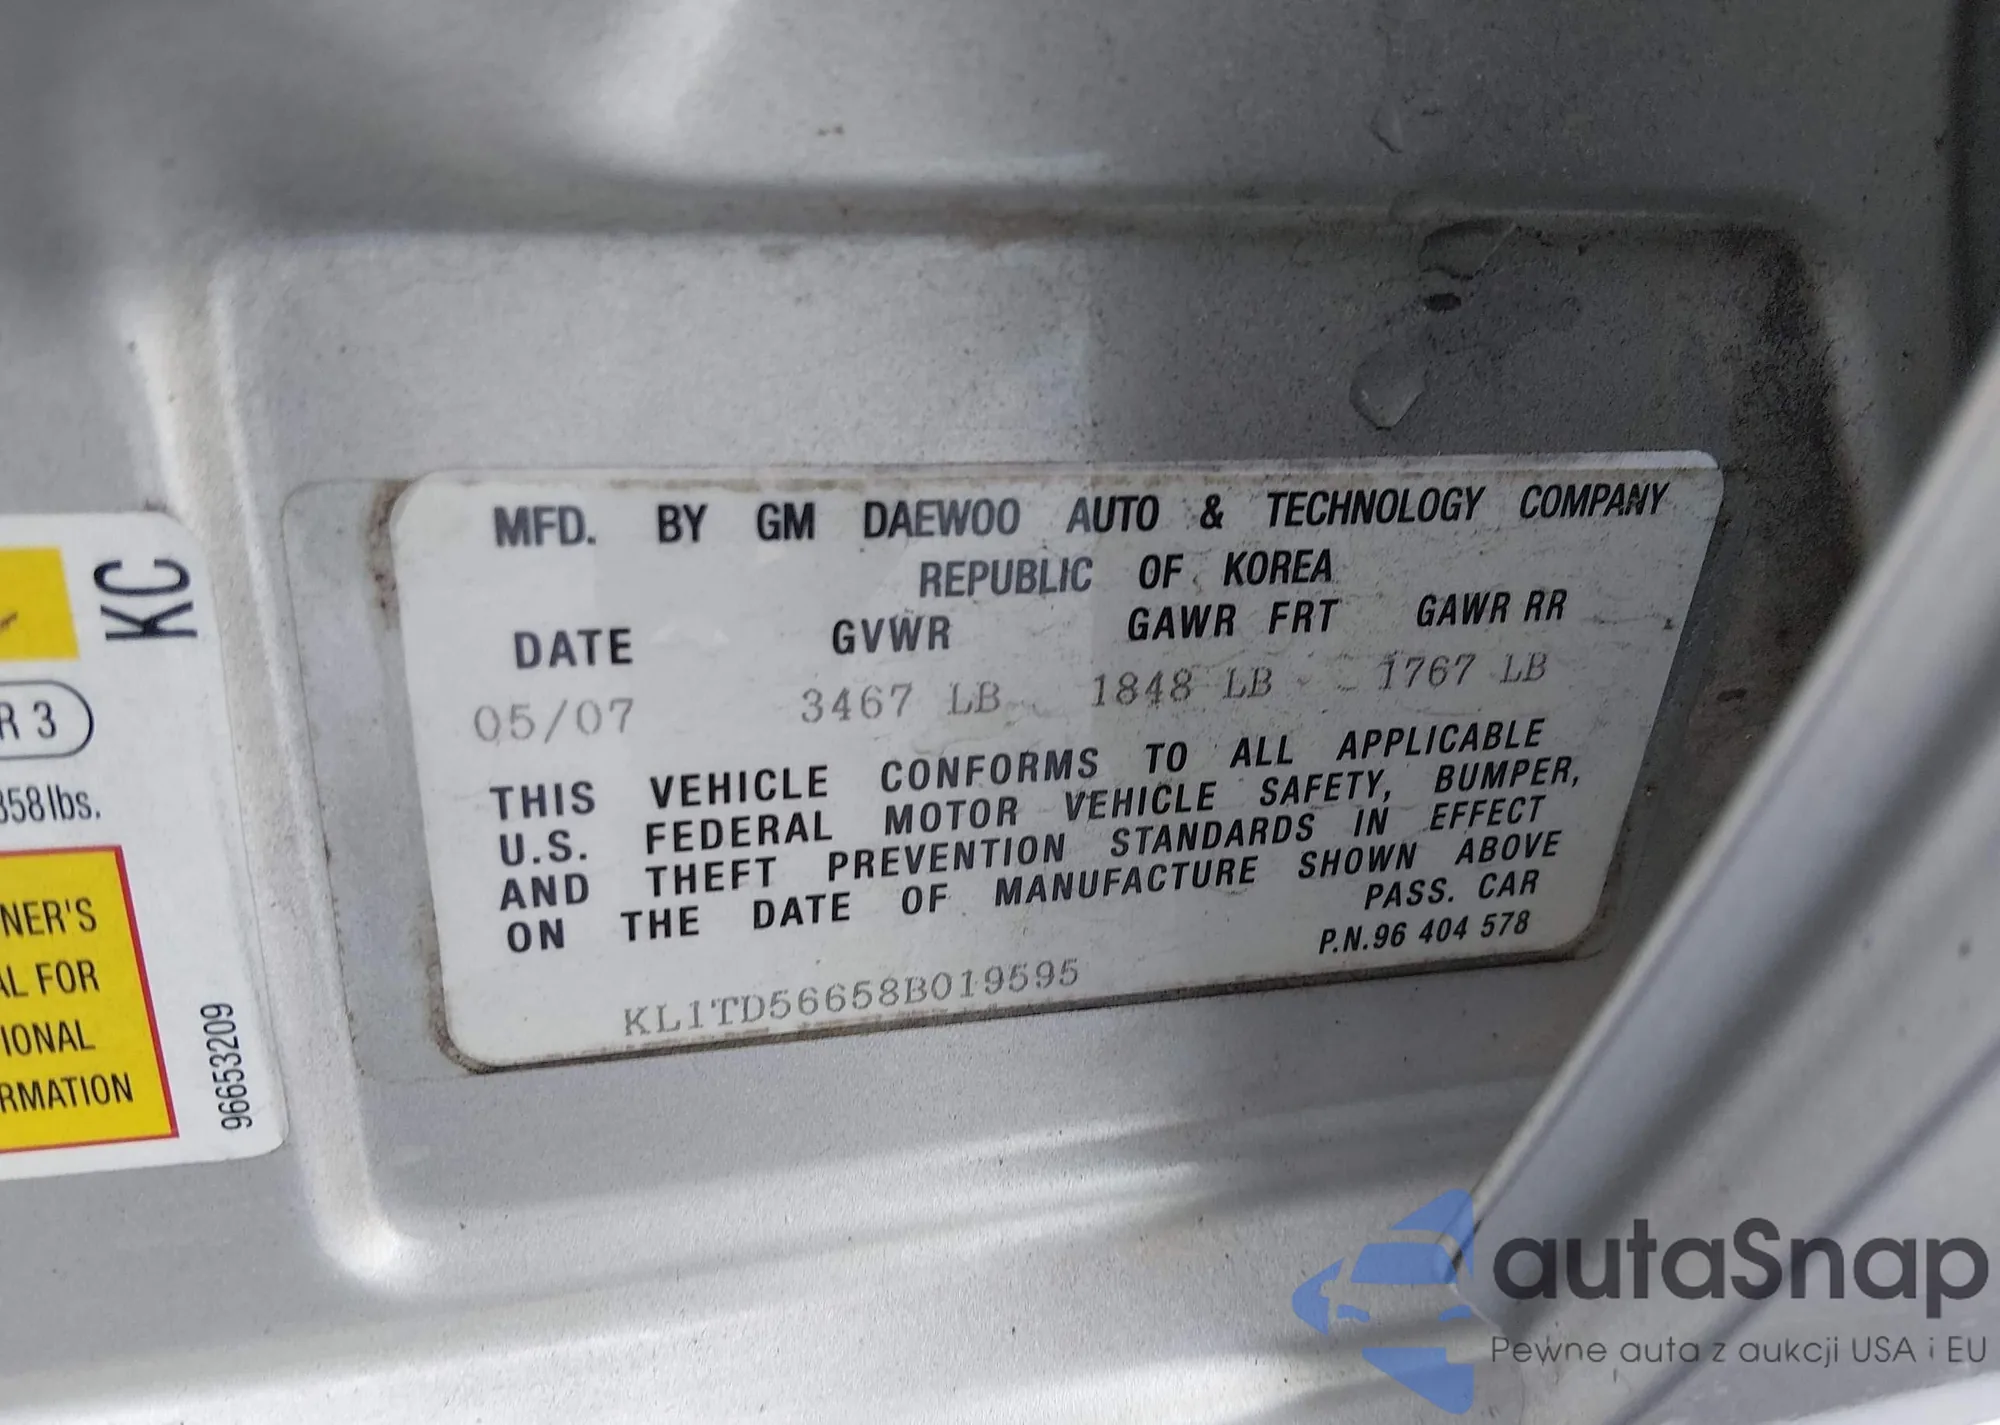 KC
R 3
358 lbs.
NER'S
AL FOR
IONAL
RMATION
96653209
MFD. BY GM DAEWOO AUTO & TECHNOLOGY COMPANY
REPUBLIC OF KOREA
DATE GVWR GAWR FRT GAWR RR
05/07 3467 LB 1848 LB 1767 LB
THIS VEHICLE CONFORMS TO ALL APPLICABLE
U.S. FEDERAL MOTOR VEHICLE SAFETY, BUMPER,
AND THEFT PREVENTION STANDARDS IN EFFECT
ON THE DATE OF MANUFACTURE SHOWN ABOVE
PASS. CAR
P.N.96 404 578
KL1TD56658B019595
autaSnap
Pewne auta z aukcji USA i EU